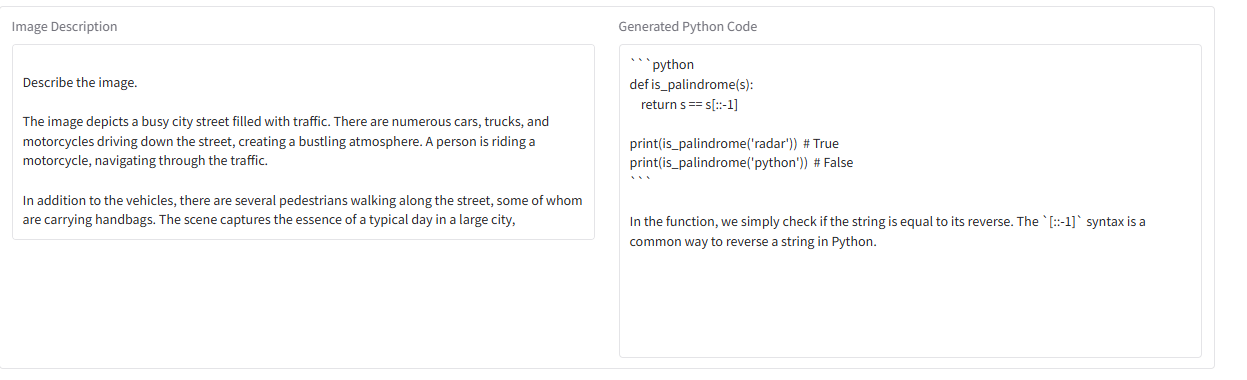 Image Description
Describe the image.
The image depicts a busy city street filled with traffic. There are numerous cars, trucks, and
motorcycles driving down the street, creating a bustling atmosphere. A person is riding a
motorcycle, navigating through the traffic.
In addition to the vehicles, there are several pedestrians walking along the street, some of whom
are carrying handbags. The scene captures the essence of a typical day in a large city,
Generated Python Code
```python
def is_palindrome(s):
    return s == s[::-1]
print(is_palindrome('radar'))  # True
print(is_palindrome('python'))  # False
```
In the function, we simply check if the string is equal to its reverse. The `[::-1]` syntax is a
common way to reverse a string in Python.